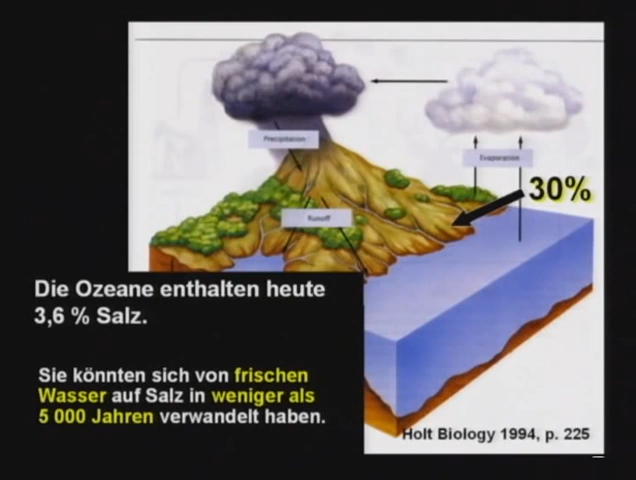 Precipitation
Evaporation
30%
Runoff
Die Ozeane enthalten heute
3,6 % Salz.
Sie könnten sich von frischen
Wasser auf Salz in weniger als
5 000 Jahren verwandelt haben.
Holt Biology 1994, p. 225